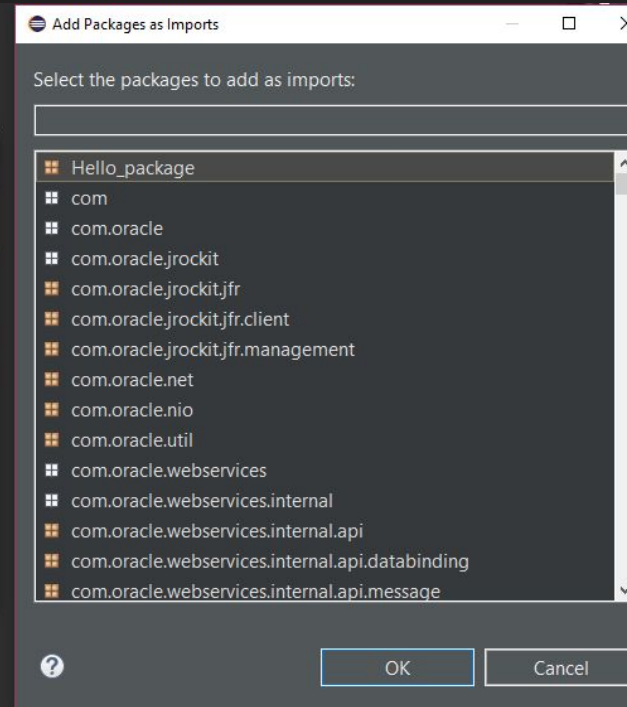 Add Packages as Imports
Select the packages to add as imports:
Hello_package
com
com.oracle
com.oracle.jrockit
com.oracle.jrockit.jfr
com.oracle.jrockit.jfr.client
com.oracle.jrockit.jfr.management
com.oracle.net
com.oracle.nio
com.oracle.util
com.oracle.webservices
com.oracle.webservices.internal
com.oracle.webservices.internal.api
com.oracle.webservices.internal.api.databinding
com.oracle.webservices.internal.api.message
? OK Cancel